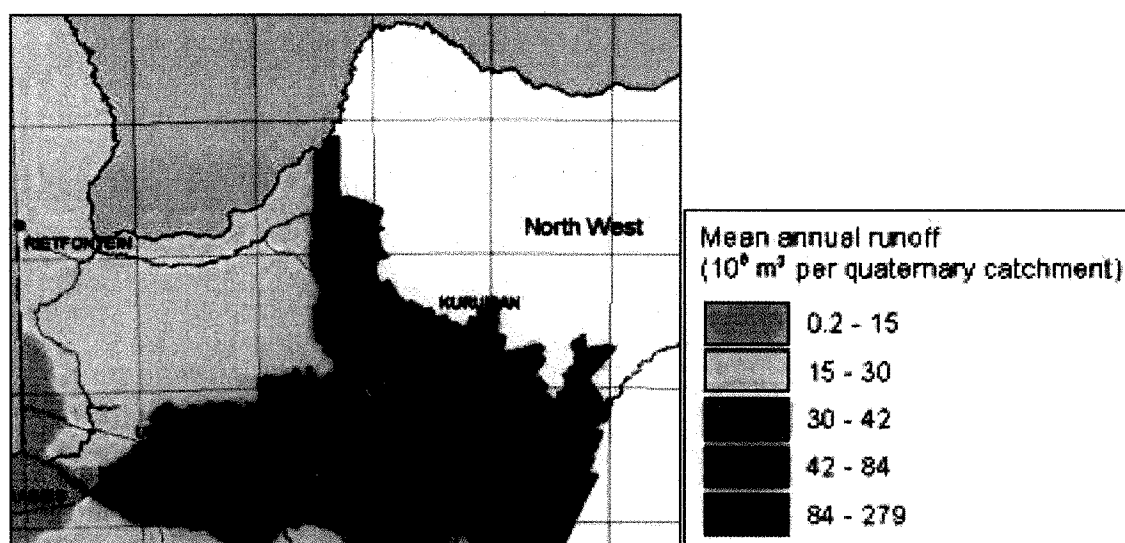 RIETFONTEIN
North West
KURUMAN
Mean annual runoff
(10⁶ m³ per quaternary catchment)
0.2 - 15
15 - 30
30 - 42
42 - 84
84 - 279